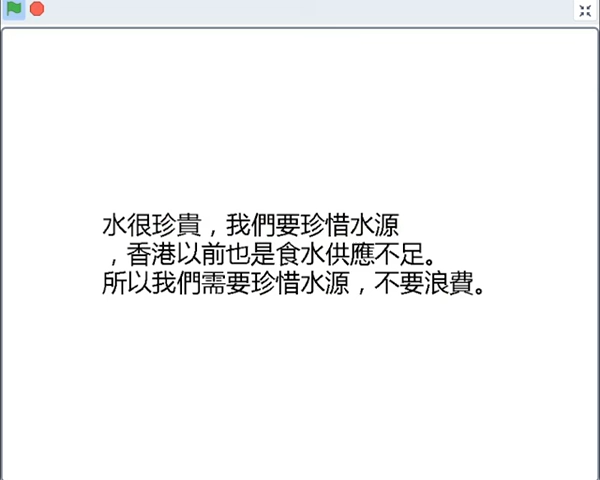 水很珍貴，我們要珍惜水源
，香港以前也是食水供應不足。
所以我們需要珍惜水源，不要浪費。